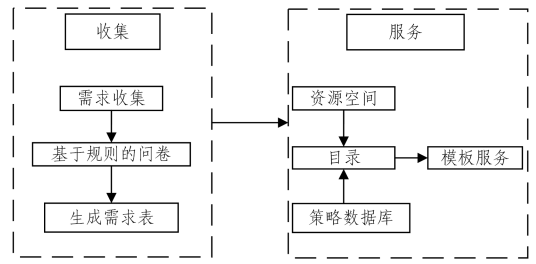 收集
需求收集
基于规则的问卷
生成需求表
服务
资源空间
目录
模板服务
策略数据库